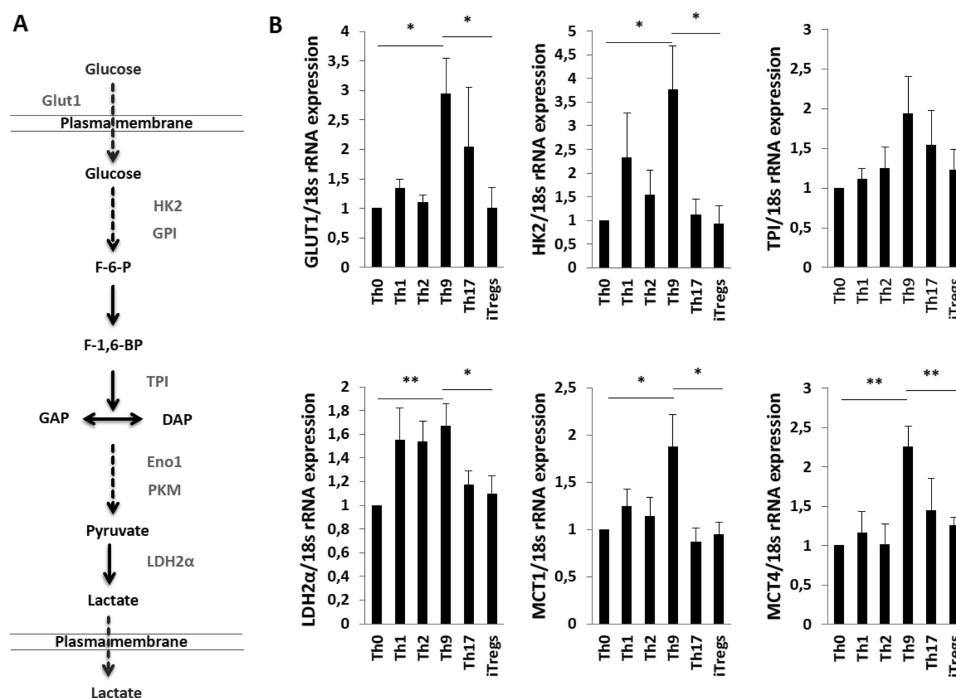 A
Glucose
Glut1
Plasma membrane
Glucose
HK2
GPI
F-6-P
F-1,6-BP
TPI
GAP
DAP
Eno1
PKM
Pyruvate
LDH2α
Lactate
Plasma membrane
Lactate
B
GLUT1/18s rRNA expression
4
3,5
3
2,5
2
1,5
1
0,5
0
* *
Th0 Th1 Th2 Th9 Th17 iTregs
HK2/18s rRNA expression
5
4,5
4
3,5
3
2,5
2
1,5
1
0,5
0
* *
Th0 Th1 Th2 Th9 Th17 iTregs
TPI/18s rRNA expression
3
2,5
2
1,5
1
0,5
0
Th0 Th1 Th2 Th9 Th17 iTregs
LDH2α/18s rRNA expression
2
1,8
1,6
1,4
1,2
1
0,8
0,6
0,4
0,2
0
** *
Th0 Th1 Th2 Th9 Th17 iTregs
MCT1/18s rRNA expression
2,5
2
1,5
1
0,5
0
* *
Th0 Th1 Th2 Th9 Th17 iTregs
MCT4/18s rRNA expression
3
2,5
2
1,5
1
0,5
0
** **
Th0 Th1 Th2 Th9 Th17 iTregs